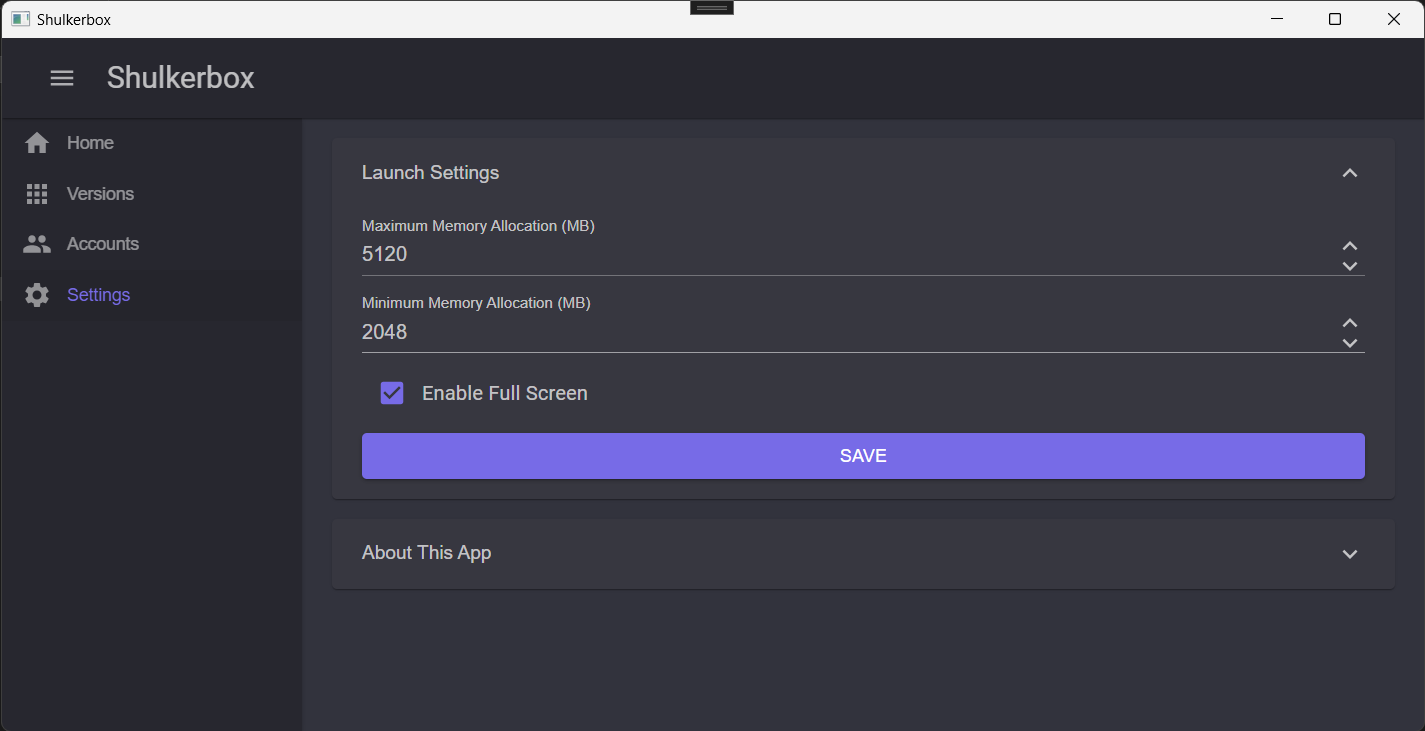 Shulkerbox
Shulkerbox
Home
Versions
Accounts
Settings
Launch Settings
Maximum Memory Allocation (MB)
5120
Minimum Memory Allocation (MB)
2048
Enable Full Screen
SAVE
About This App